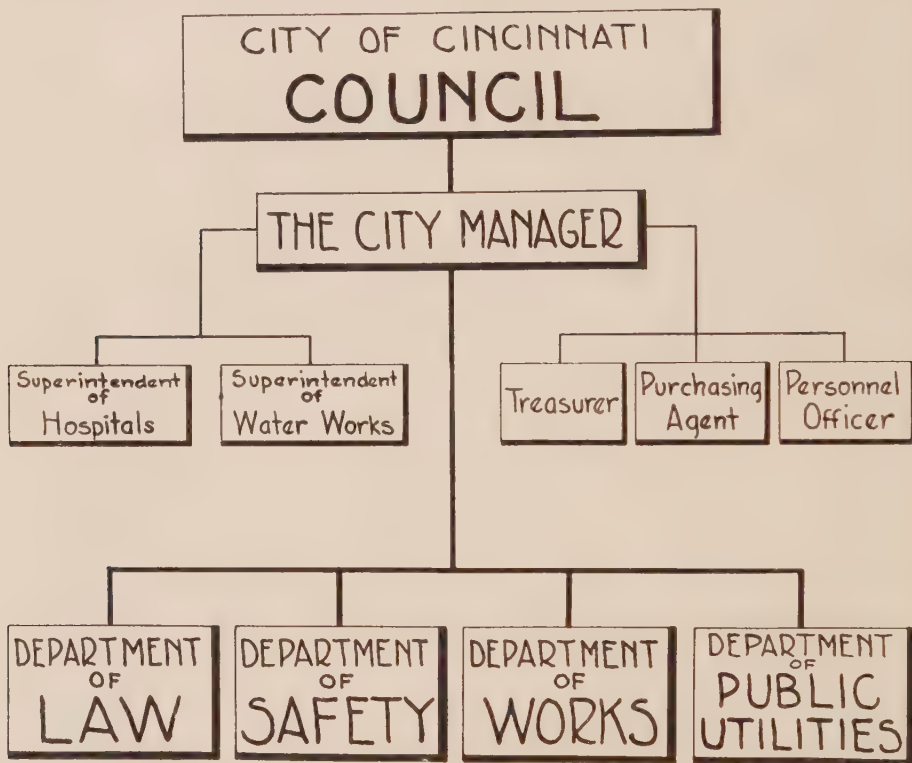 CITY OF CINCINNATI
COUNCIL
THE CITY MANAGER
Superintendent
of
Hospitals
Superintendent
of
Water Works
Treasurer
Purchasing
Agent
Personnel
Officer
DEPARTMENT
OF
LAW
DEPARTMENT
OF
SAFETY
DEPARTMENT
OF
WORKS
DEPARTMENT
OF
PUBLIC
UTILITIES